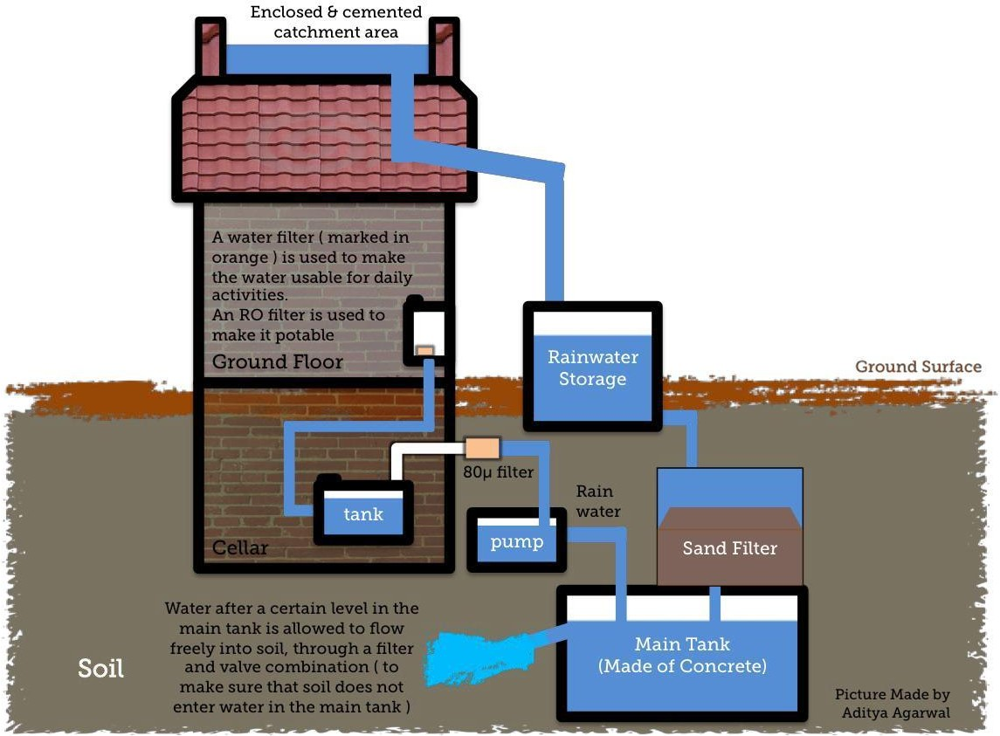 Enclosed & cemented
catchment area
A water filter ( marked in
orange ) is used to make
the water usable for daily
activities.
An RO filter is used to
make it potable
Ground Floor
Rainwater
Storage
Ground Surface
80μ filter
Rain
water
tank
pump
Sand Filter
Cellar
Water after a certain level in the
main tank is allowed to flow
freely into soil, through a filter
and valve combination ( to
make sure that soil does not
enter water in the main tank )
Soil
Main Tank
(Made of Concrete)
Picture Made by
Aditya Agarwal